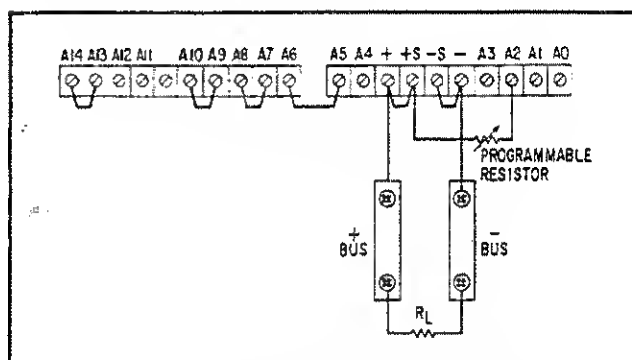 A14 A13 A12 A11 A10 A9 A8 A7 A6 A5 A4 + +S -S - A3 A2 A1 A0
PROGRAMMABLE
RESISTOR
+ -
BUS BUS
RL